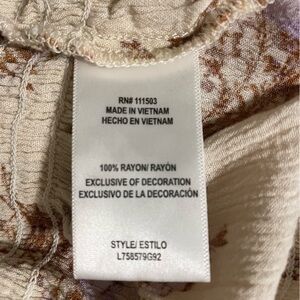 RN# 111503
MADE IN VIETNAM
HECHO EN VIETNAM
100% RAYON/ RAYÓN
EXCLUSIVE OF DECORATION
EXCLUSIVO DE LA DECORACIÓN
STYLE/ ESTILO
L758579G92